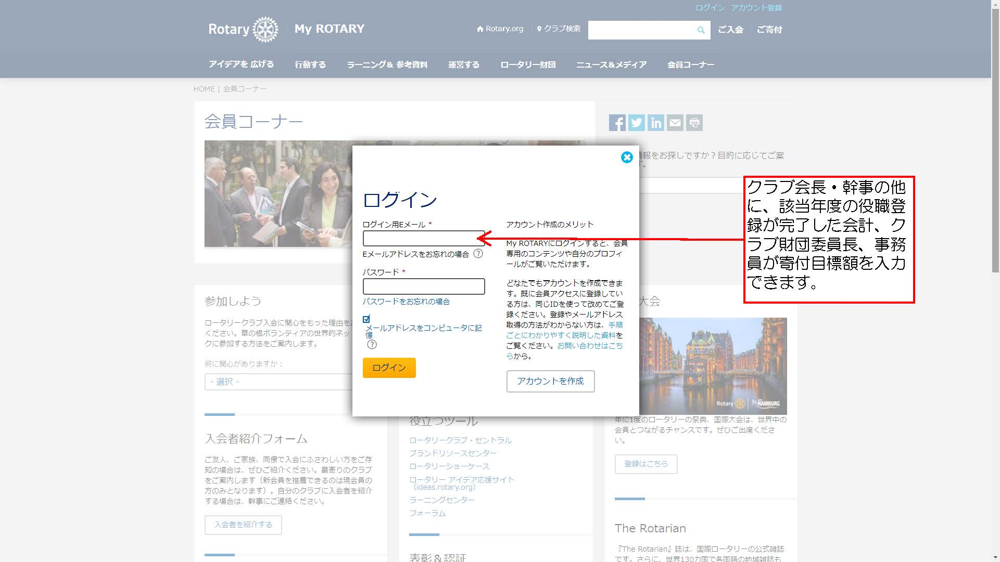 ログイン アカウント登録
Rotary My ROTARY Rotary.org クラブ検索 ご入会 ご寄付
アイデアを 広げる 行動する ラーニング& 参考資料 運営する ロータリー財団 ニュース&メディア 会員コーナー
HOME | 会員コーナー
会員コーナー
情報をお探しですか？目的に応じてご案
す。
ログイン
ログイン用Eメール *
Eメールアドレスをお忘れの場合 ?
パスワード *
パスワードをお忘れの場合
メールアドレスをコンピュータに記
憶
?
ログイン
アカウント作成のメリット
My ROTARYにログインすると、会員
専用のコンテンツや自分のプロフィ
ールがご覧いただけます。
どなたでもアカウントを作成できま
す。既に会員アクセスに登録してい
る方は、同じIDを使って改めてご登
録ください。登録やメールアドレス
取得の方法がわからない方は、手順
ごとにわかりやすく説明した資料を
ご覧ください。お問い合わせはこち
らから。
アカウントを作成
クラブ会長・幹事の他
に、該当年度の役職登
録が完了した会計、ク
ラブ財団委員長、事務
員が寄付目標額を入力
できます。
参加しよう
ロータリークラブ入会に関心をもった理由を
ください。草の根ボランティアの世界的ネッ
クに参加する方法をご案内します。
何に関心がありますか：
- 選択 -
入会者紹介フォーム
ご友人、ご家族、同僚で入会にふさわしい方をご存
知の場合は、ぜひご紹介ください。最寄りのクラブ
をご案内します（新会員を推薦できるのは現会員の
方のみとなります）。自分のクラブに入会者を紹介
する場合は、幹事にご連絡ください。
入会者を紹介する
役立つツール
ロータリークラブ・セントラル
ブランドリソースセンター
ロータリーショーケース
ロータリー アイデア応援サイト
（ideas.rotary.org）
ラーニングセンター
フォーラム
表彰＆認証
大会
Rotary HAMBURG
年に1度のロータリーの祭典、国際大会は、世界中の
会員とつながるチャンスです。ぜひご出席くださ
い。
登録はこちら
The Rotarian
『The Rotarian』誌は、国際ロータリーの公式雑誌
です。さらに、世界130カ国で各国語の地域雑誌も